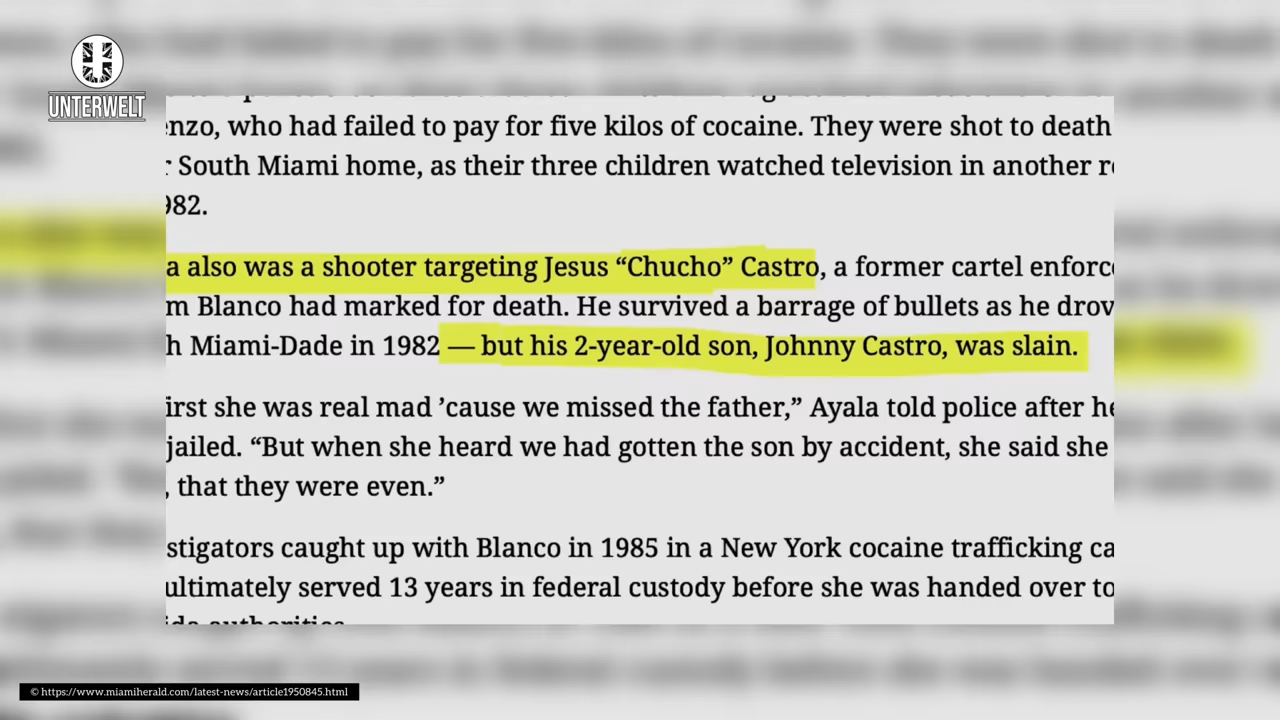 UNTERWELT
enzo, who had failed to pay for five kilos of cocaine. They were shot to death
South Miami home, as their three children watched television in another
982.
a also was a shooter targeting Jesus “Chucho” Castro, a former cartel enforc
m Blanco had marked for death. He survived a barrage of bullets as he drov
h Miami-Dade in 1982 — but his 2-year-old son, Johnny Castro, was slain.
irst she was real mad ’cause we missed the father,” Ayala told police after he
jailed. “But when she heard we had gotten the son by accident, she said she
, that they were even.”
stigators caught up with Blanco in 1985 in a New York cocaine trafficking ca
ultimately served 13 years in federal custody before she was handed over to
© https://www.miamiherald.com/latest-news/article1950845.html